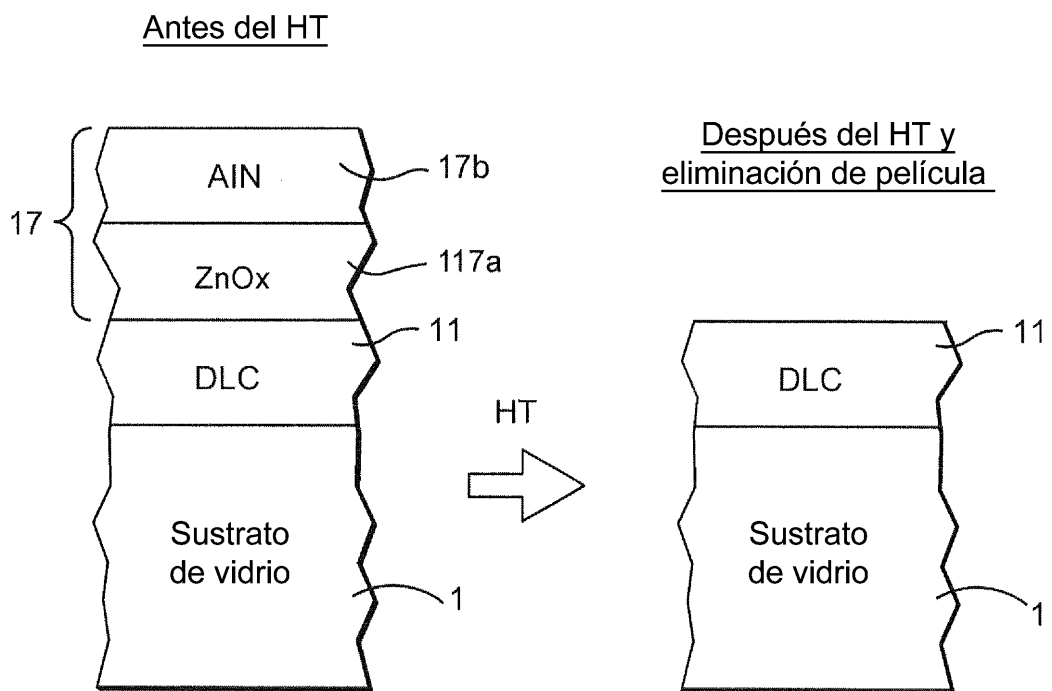 Antes del HT
AlN
17b
17
ZnOx
117a
11
DLC
Sustrato
de vidrio
1
HT
Después del HT y
eliminación de película
11
DLC
Sustrato
de vidrio
1